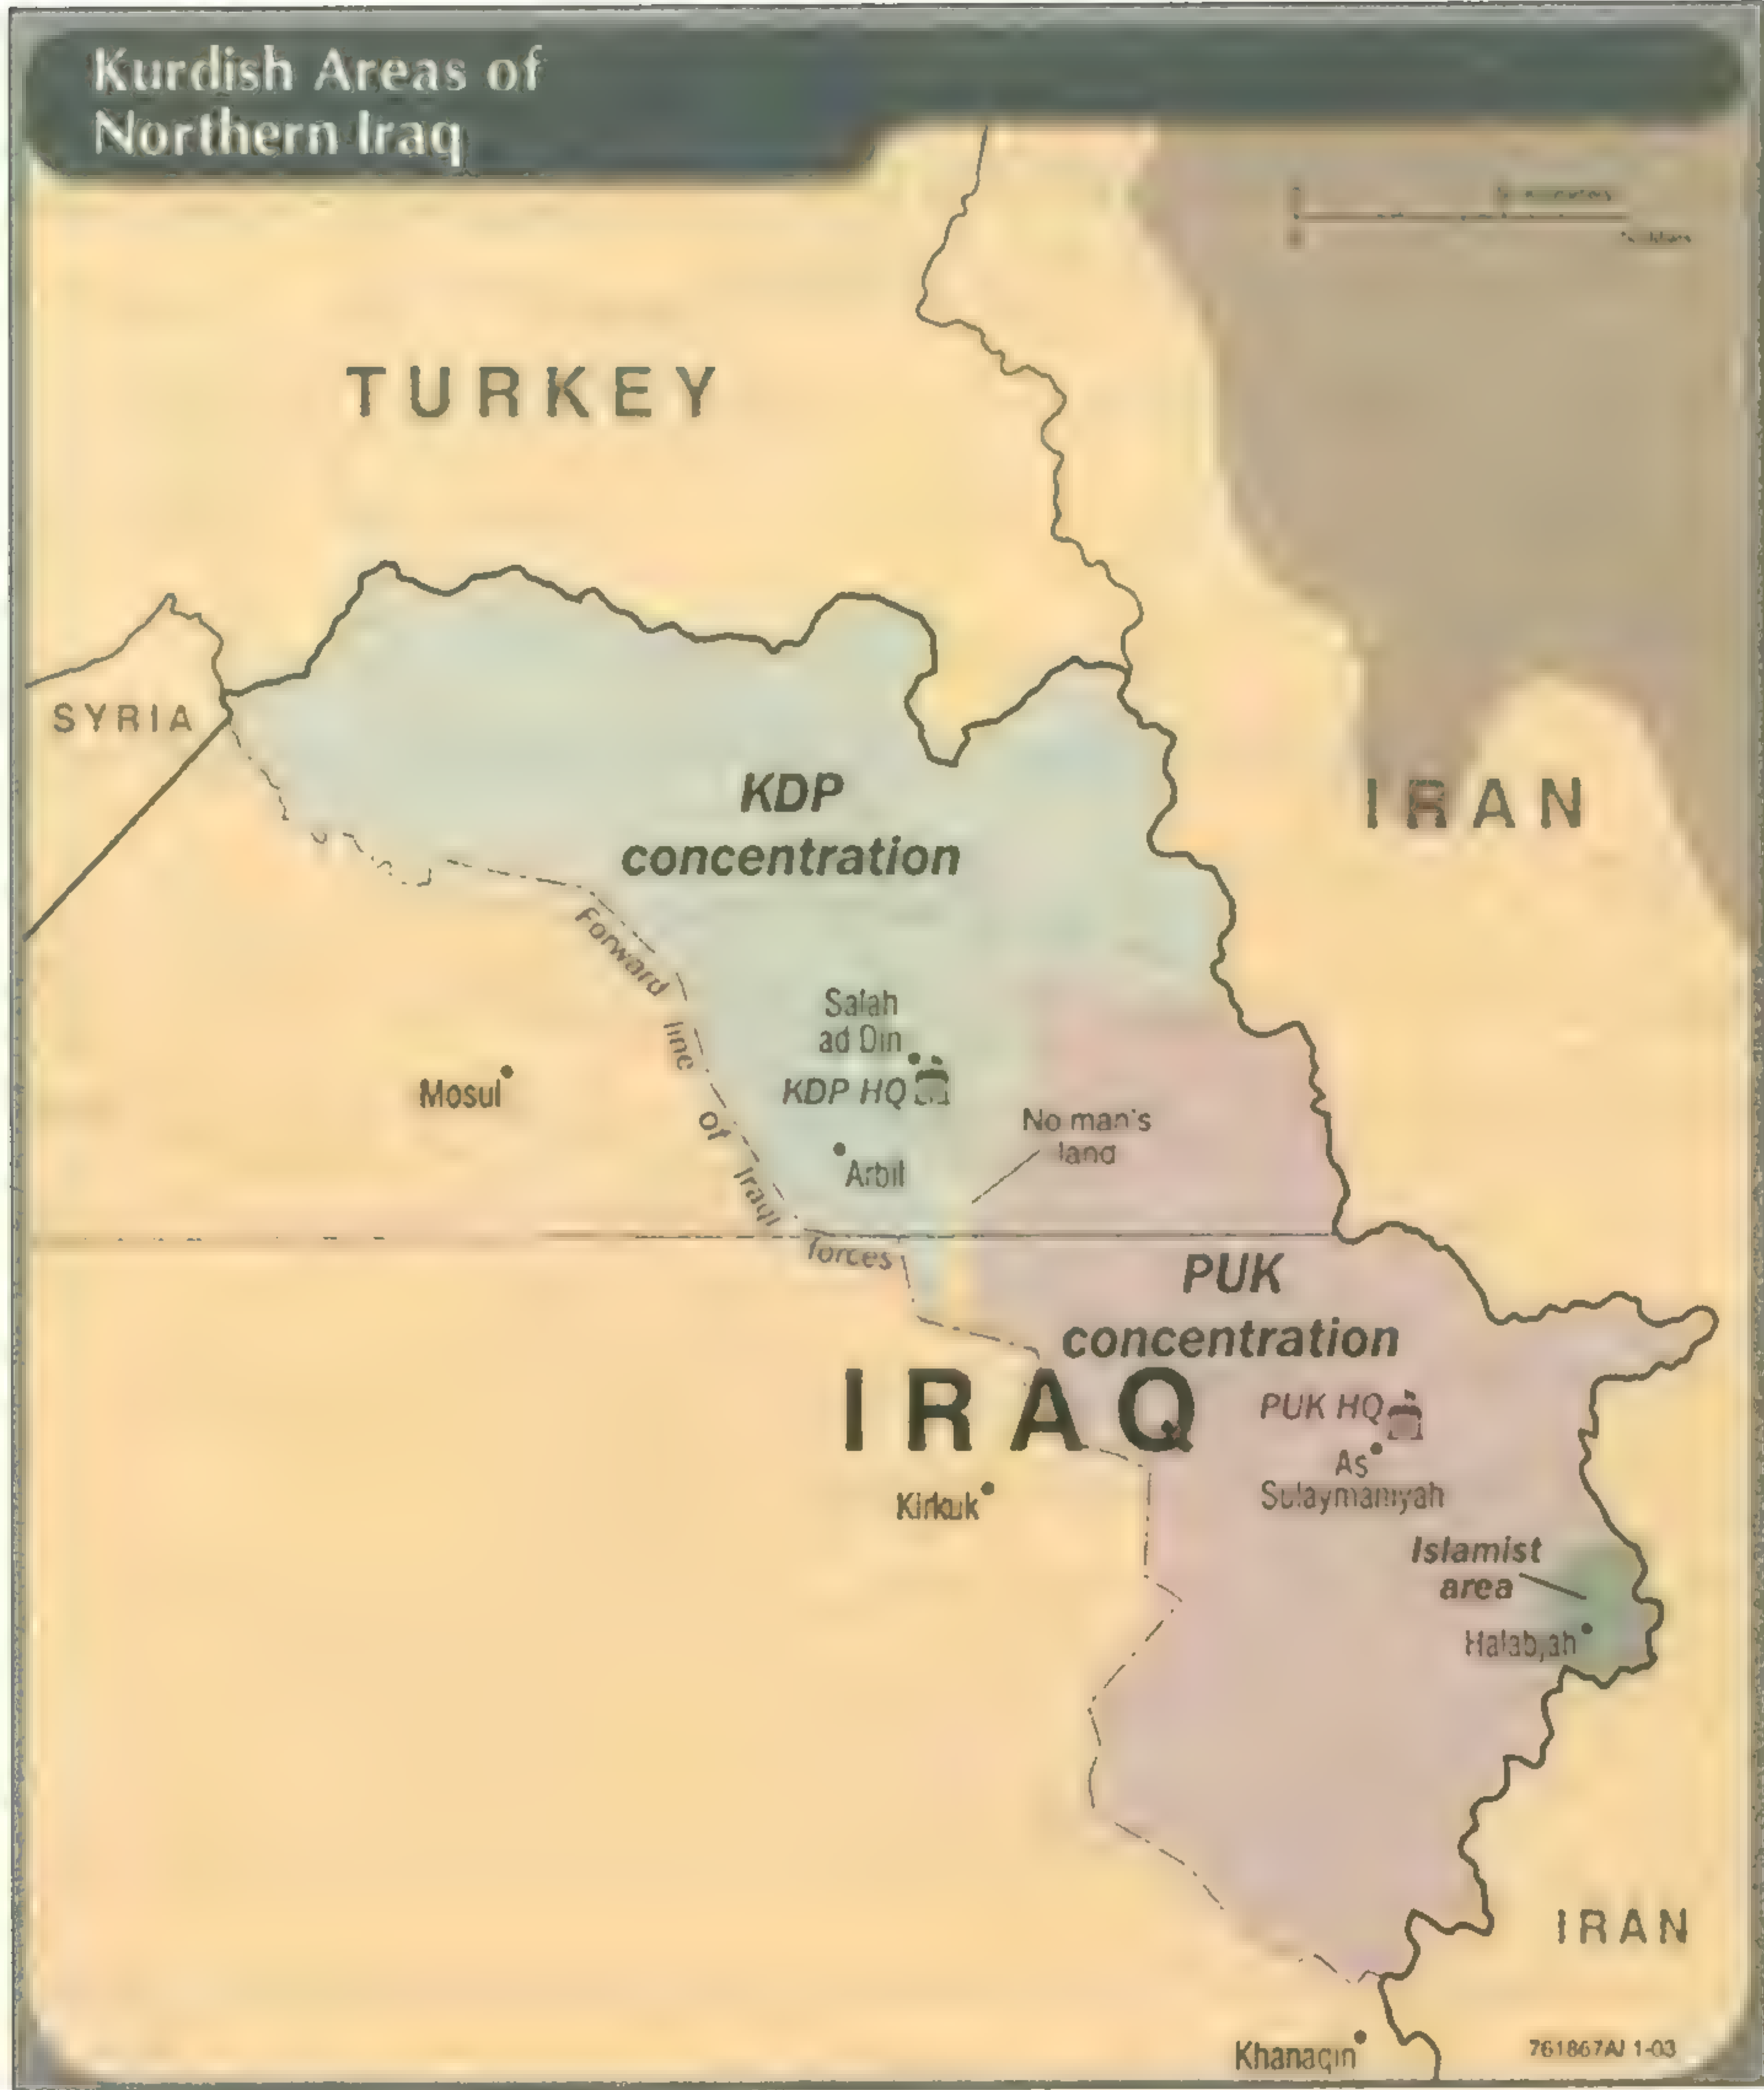 Kurdish Areas of
Northern Iraq
TURKEY
SYRIA
IRAN
KDP
concentration
Forward line of Iraqi forces
Salah
ad Din
KDP HQ
Mosul
Arbil
No man's
land
PUK
concentration
IRAQ
PUK HQ
As
Sulaymaniyah
Kirkuk
Islamist
area
Halabjah
IRAN
Khanaqin
761867AI 1-03